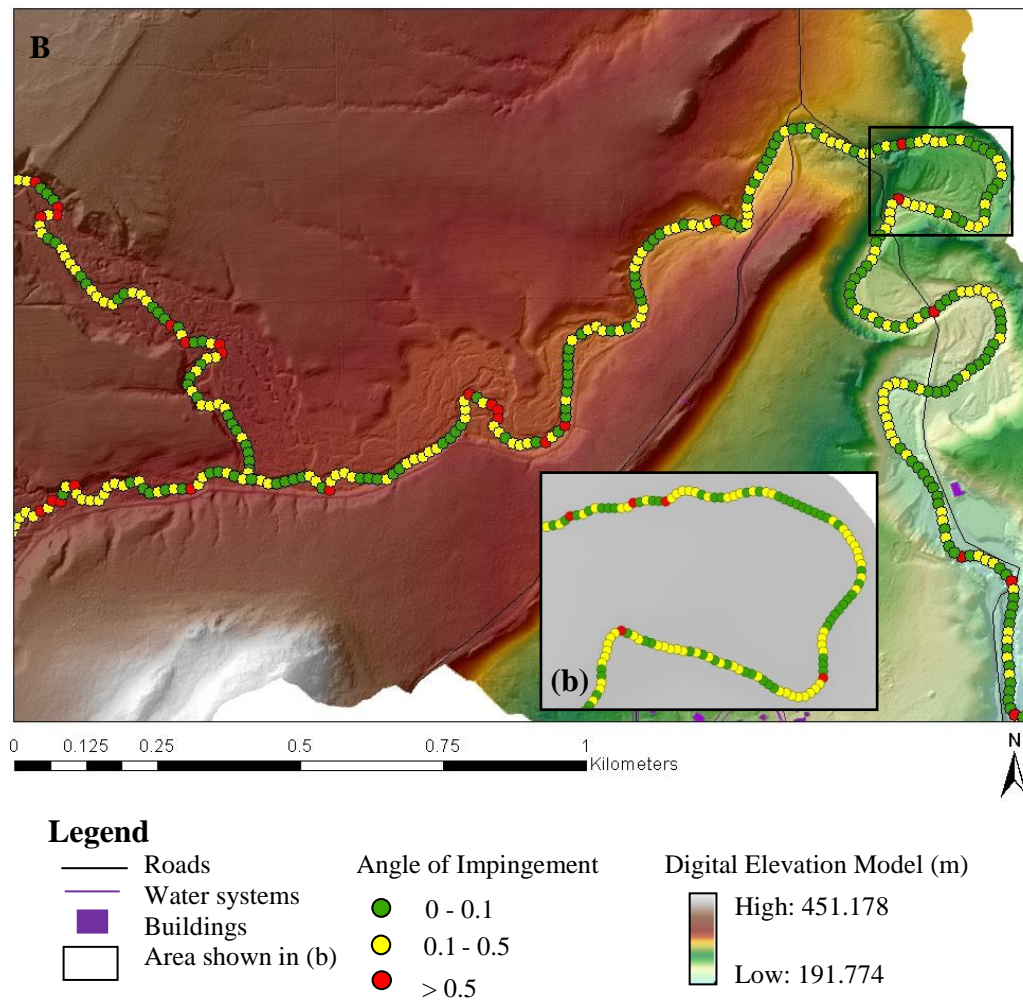 B
(b)
0 0.125 0.25 0.5 0.75 1
Kilometers
N
Legend
Roads
Water systems
Buildings
Area shown in (b)
Angle of Impingement
0 - 0.1
0.1 - 0.5
> 0.5
Digital Elevation Model (m)
High: 451.178
Low: 191.774